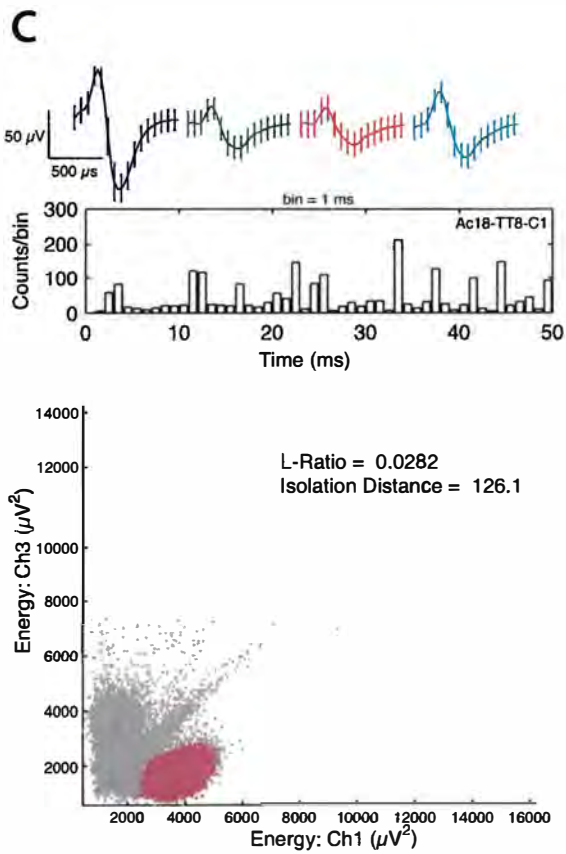 C
50 µV
500 µs
bin = 1 ms
Ac18-TT8-C1
300
200
100
0
Counts/bin
0 10 20 30 40 50
Time (ms)
14000
12000
10000
8000
6000
4000
2000
Energy: Ch3 (µV²)
L-Ratio = 0.0282
Isolation Distance = 126.1
2000 4000 6000 8000 10000 12000 14000 16000
Energy: Ch1 (µV²)